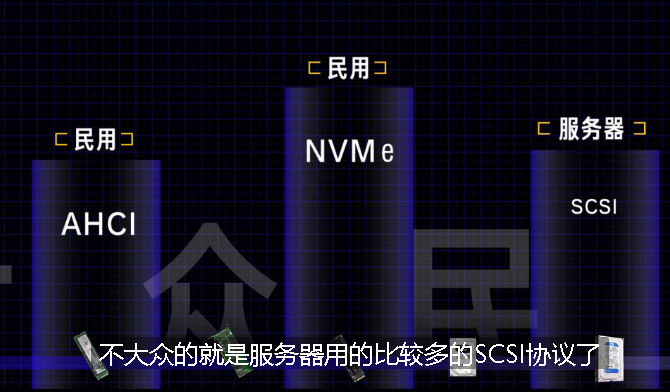 民用
民用
服务器
AHCI
NVMe
SCSI
众 民
不大众的就是服务器用的比较多的SCSI协议了